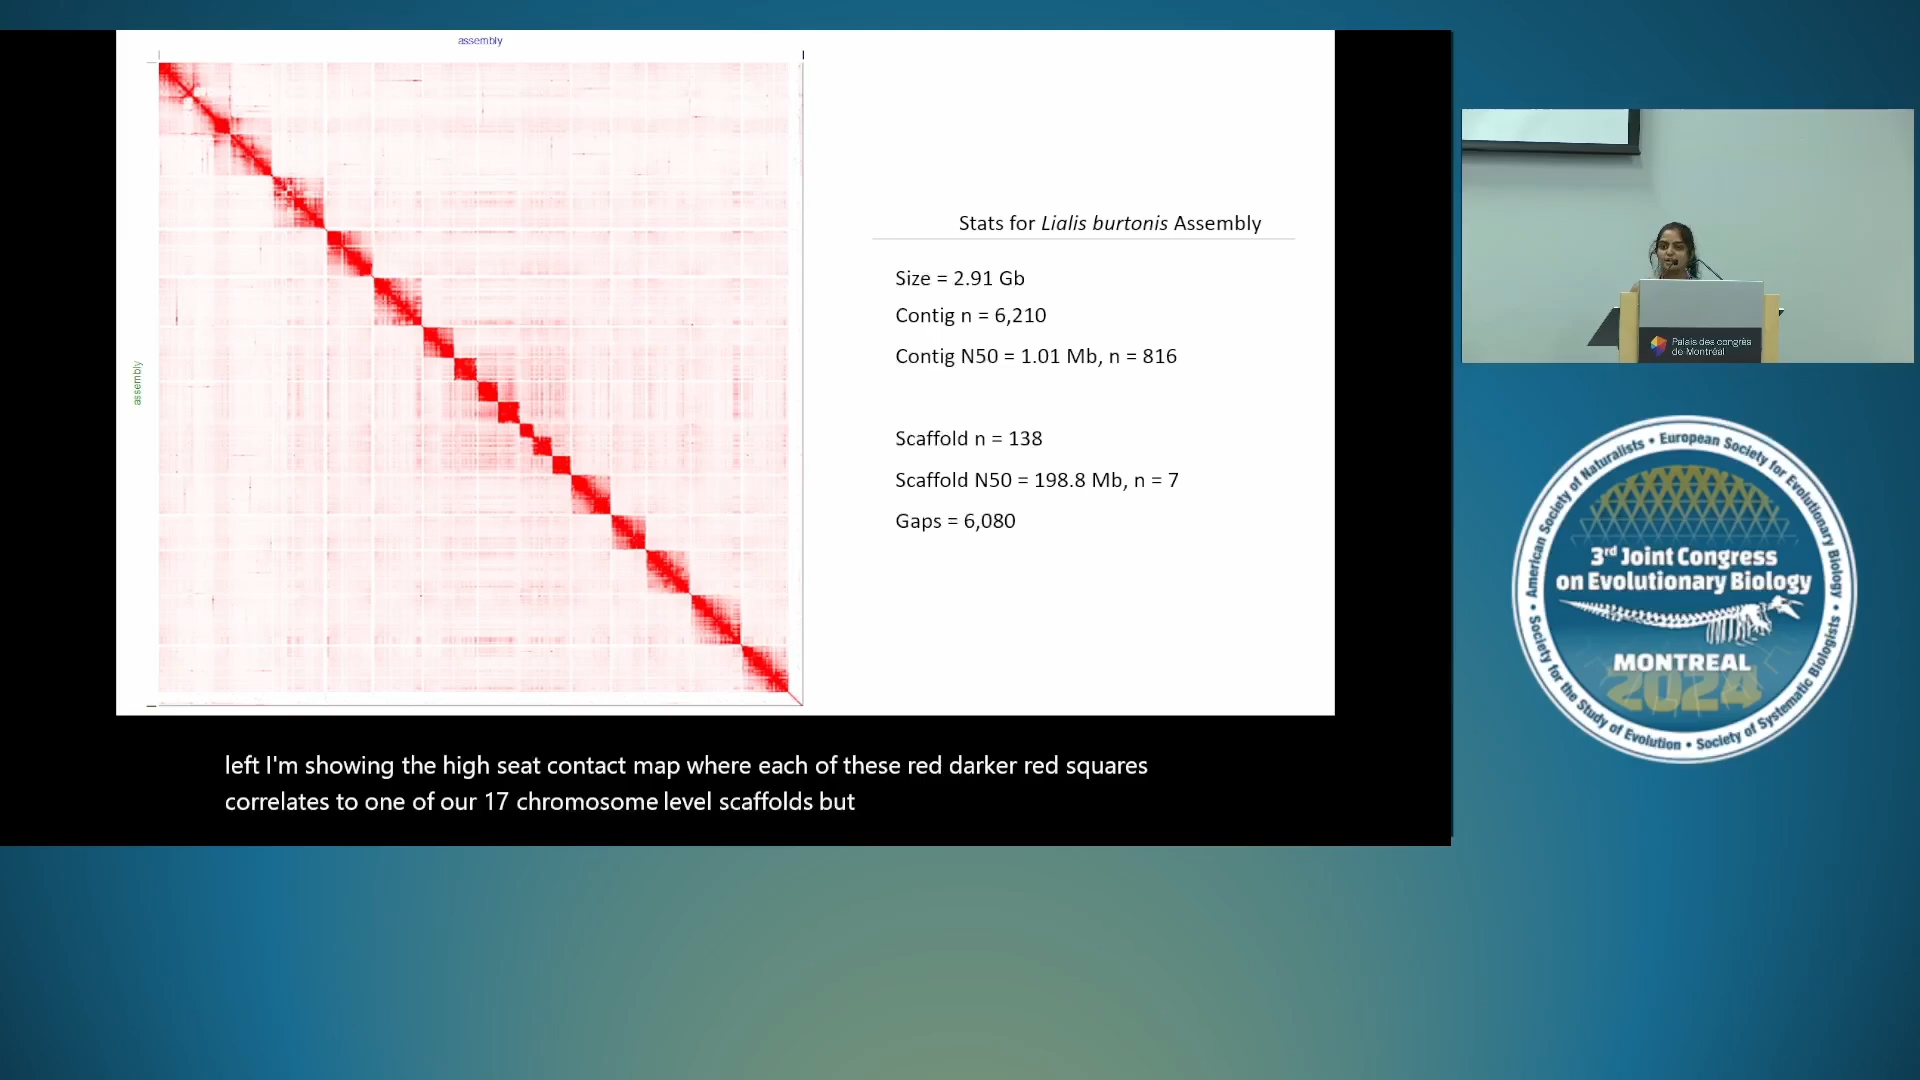 assembly
assembly
Stats for Lialis burtonis Assembly
Size = 2.91 Gb
Contig n = 6,210
Contig N50 = 1.01 Mb, n = 816
Scaffold n = 138
Scaffold N50 = 198.8 Mb, n = 7
Gaps = 6,080
left I'm showing the high seat contact map where each of these red darker red squares
correlates to one of our 17 chromosome level scaffolds but
Palais des congrès
de Montréal
American Society of Naturalists • European Society for Evolutionary Biology •
Society for the Study of Evolution • Society of Systematic Biologists •
3rd Joint Congress
on Evolutionary Biology
MONTREAL
2024